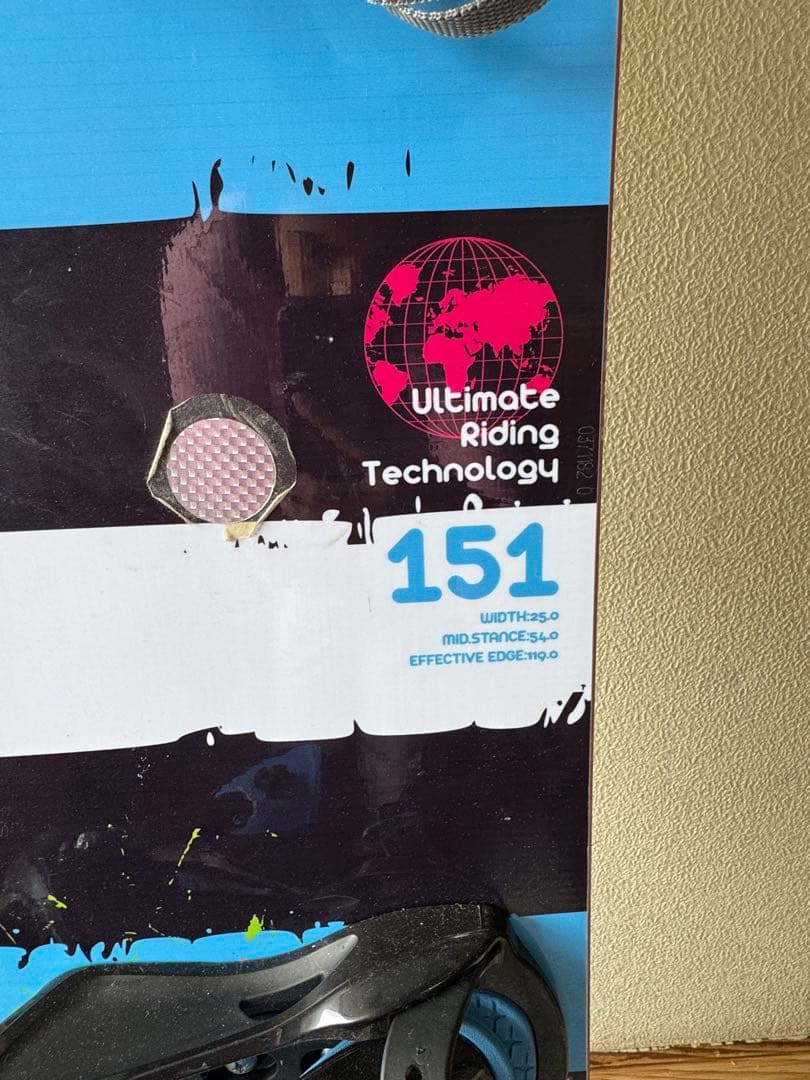 Ultimate
Riding
Technology
151
WIDTH:25.0
MID.STANCE:54.0
EFFECTIVE EDGE:119.0